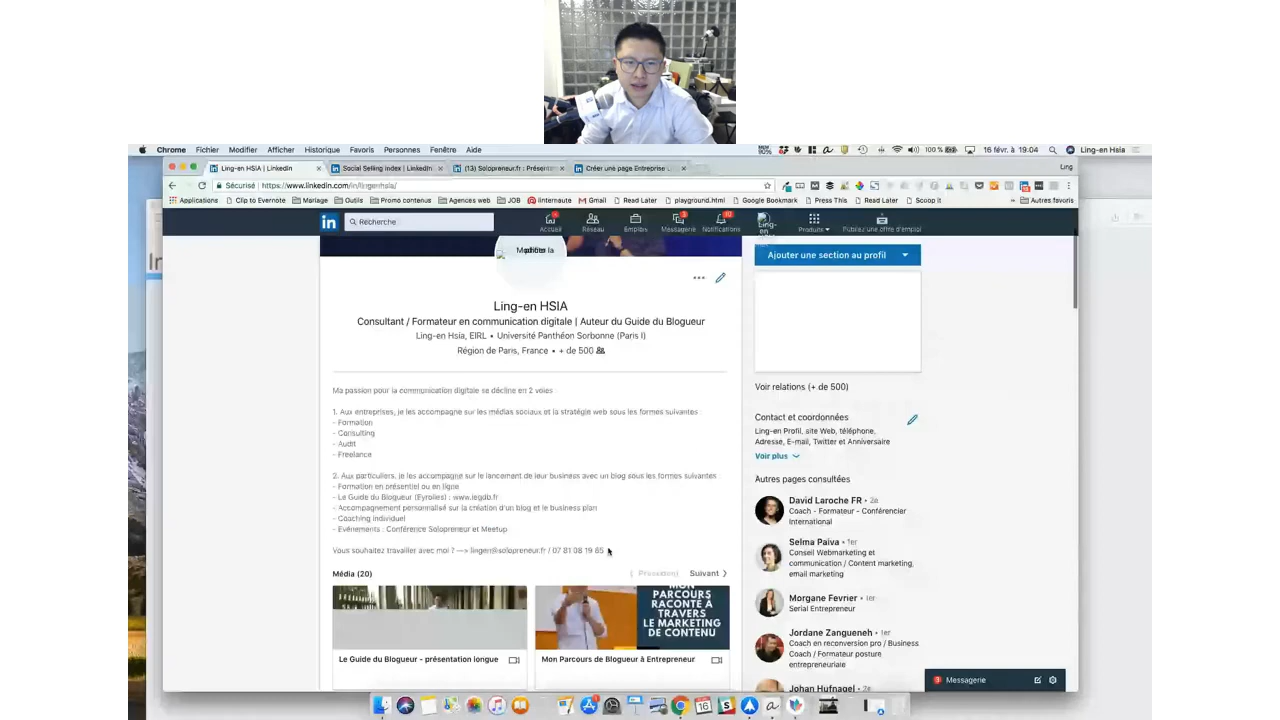 Chrome Fichier Modifier Afficher Historique Favoris Personnes Fenêtre Aide
100 % 16 févr. à 19:04 Ling-en Hsia
Ling-en HSIA | LinkedIn
Social Selling Index | LinkedIn
(13) Solopreneur.fr : Présente
Créer une page Entreprise
Ling
Sécurisé https://www.linkedin.com/in/lingenhsia/
Applications Clip to Evernote Mariage Outils Promo contenus Agences web JOB linternaute Gmail Read Later playground.html Google Bookmark Press This Read Later Scoop it Autres favoris
in Recherche
Accueil Réseau Emplois Messagerie Notifications Produits Publiez une offre d'emploi
Ling-en
Modifier la
Ajouter une section au profil
Ling-en HSIA
Consultant / Formateur en communication digitale | Auteur du Guide du Blogueur
Ling-en Hsia, EIRL • Université Panthéon Sorbonne (Paris I)
Région de Paris, France • + de 500
Ma passion pour la communication digitale se décline en 2 voies
1. Aux entreprises, je les accompagne sur les médias sociaux et la stratégie web sous les formes suivantes
- Formation
- Consulting
- Audit
- Freelance
2. Aux particuliers, je les accompagne sur le lancement de leur business avec un blog sous les formes suivantes
- Formation en présentiel ou en ligne
- Le Guide du Blogueur (Eyrolles) : www.legdb.fr
- Accompagnement personnalisé sur la création d'un blog et le business plan
- Coaching individuel
- Evénements : Conférence Solopreneur et Meetup
Vous souhaitez travailler avec moi ? —> lingen@solopreneur.fr / 07 81 08 19 65
Média (20)
Précédent
Suivant
MON
PARCOURS
RACONTÉ À
TRAVERS
LE MARKETING
DE CONTENU
Le Guide du Blogueur - présentation longue
Mon Parcours de Blogueur à Entrepreneur
Voir relations (+ de 500)
Contact et coordonnées
Ling-en Profil, site Web, téléphone,
Adresse, E-mail, Twitter et Anniversaire
Voir plus
Autres pages consultées
David Laroche FR • 2e
Coach - Formateur - Conférencier
International
Selma Paiva • 1er
Conseil Webmarketing et
communication / Content marketing,
email marketing
Morgane Fevrier • 1er
Serial Entrepreneur
Jordane Zangueneh • 1er
Coach en reconversion pro / Business
Coach / Formateur posture
entrepreneuriale
Johan Hufnagel • 2e
Messagerie
16